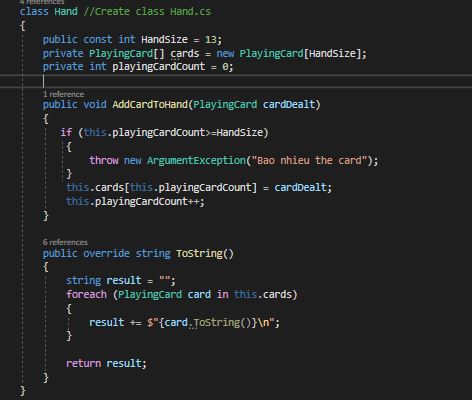 4 references
class Hand //Create class Hand.cs
{
public const int HandSize = 13;
private PlayingCard[] cards = new PlayingCard[HandSize];
private int playingCardCount = 0;
1 reference
public void AddCardToHand(PlayingCard cardDealt)
{
if (this.playingCardCount>=HandSize)
{
throw new ArgumentException("Bao nhieu the card");
}
this.cards[this.playingCardCount] = cardDealt;
this.playingCardCount++;
}
6 references
public override string ToString()
{
string result = "";
foreach (PlayingCard card in this.cards)
{
result += $"{card.ToString()}\n";
}
return result;
}
}